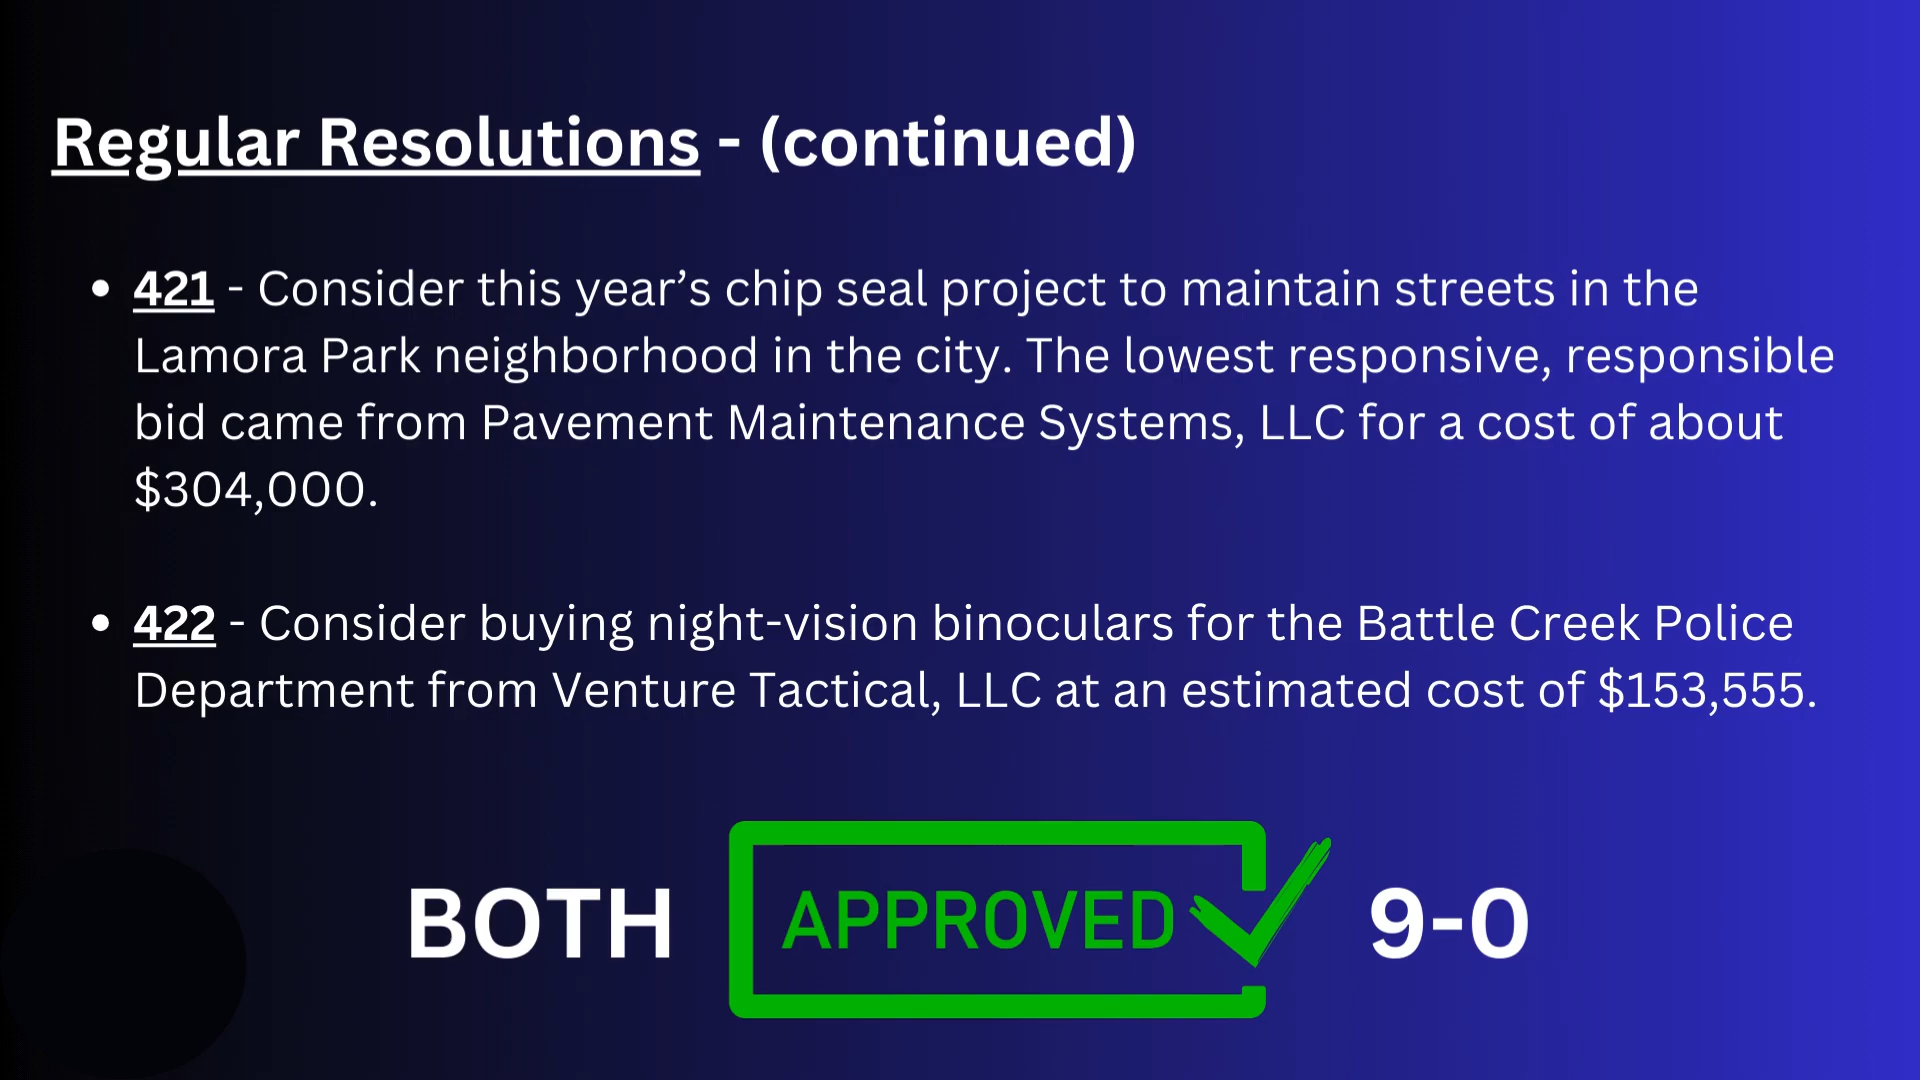 Regular Resolutions - (continued)
• 421 - Consider this year’s chip seal project to maintain streets in the
Lamora Park neighborhood in the city. The lowest responsive, responsible
bid came from Pavement Maintenance Systems, LLC for a cost of about
$304,000.
• 422 - Consider buying night-vision binoculars for the Battle Creek Police
Department from Venture Tactical, LLC at an estimated cost of $153,555.
BOTH APPROVED 9-0